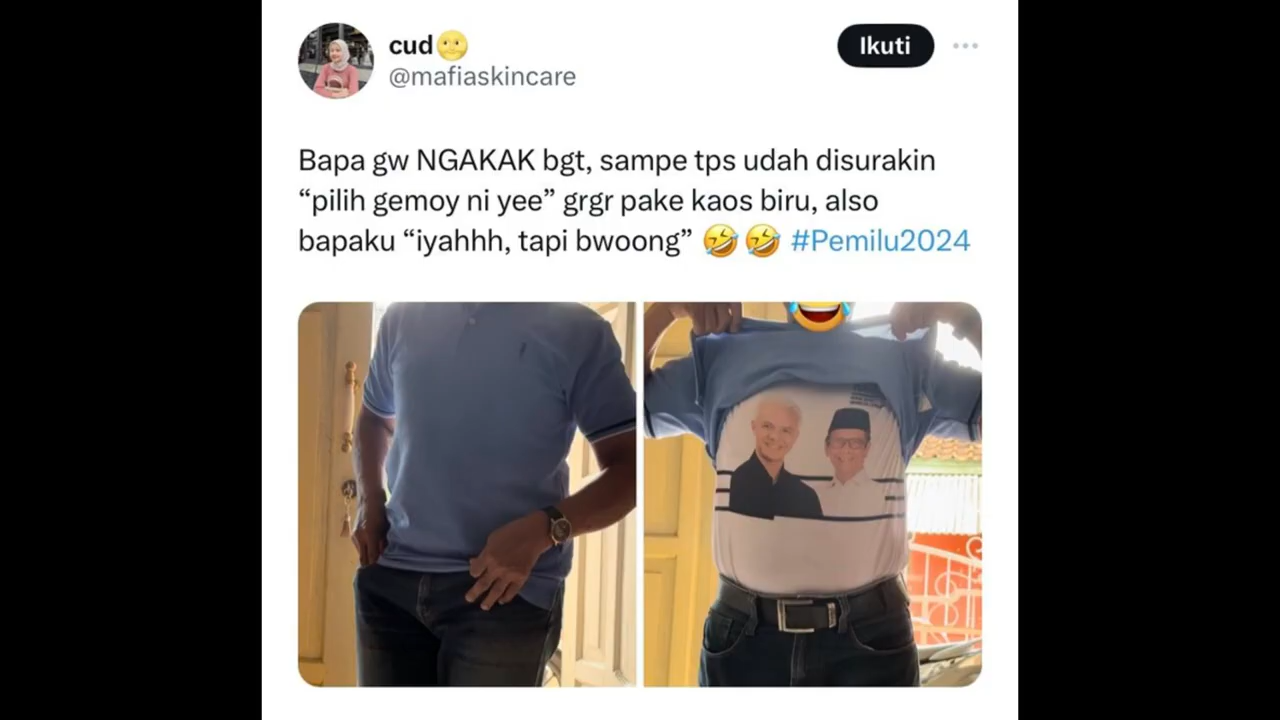 cud🌝
@mafiaskincare
Ikuti
Bapa gw NGAKAK bgt, sampe tps udah disurakin
“pilih gemoy ni yee” grgr pake kaos biru, also
bapaku “iyahhh, tapi bwoong” 🤣🤣 #Pemilu2024